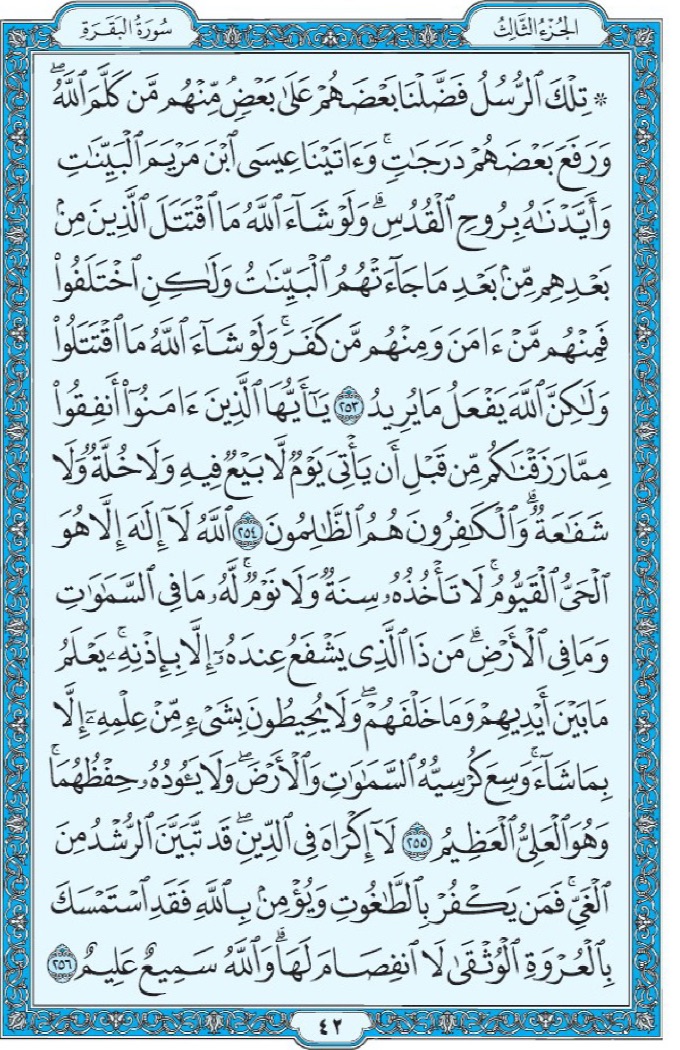 الجُزْءُ الثَّالِثُ
سُورَةُ البَقَرَةِ
۞ تِلْكَ ٱلرُّسُلُ فَضَّلْنَا بَعْضَهُمْ عَلَىٰ بَعْضٍۘ مِّنْهُم مَّن كَلَّمَ ٱللَّهُۖ
وَرَفَعَ بَعْضَهُمْ دَرَجَٰتٍۚ وَءَاتَيْنَا عِيسَى ٱبْنَ مَرْيَمَ ٱلْبَيِّنَٰتِ
وَأَيَّدْنَٰهُ بِرُوحِ ٱلْقُدُسِۗ وَلَوْ شَآءَ ٱللَّهُ مَا ٱقْتَتَلَ ٱلَّذِينَ مِنۢ
بَعْدِهِم مِّنۢ بَعْدِ مَا جَآءَتْهُمُ ٱلْبَيِّنَٰتُ وَلَٰكِنِ ٱخْتَلَفُوا۟
فَمِنْهُم مَّنْ ءَامَنَ وَمِنْهُم مَّن كَفَرَۚ وَلَوْ شَآءَ ٱللَّهُ مَا ٱقْتَتَلُوا۟
وَلَٰكِنَّ ٱللَّهَ يَفْعَلُ مَا يُرِيدُ ٢٥٣ يَٰٓأَيُّهَا ٱلَّذِينَ ءَامَنُوٓا۟ أَنفِقُوا۟
مِمَّا رَزَقْنَٰكُم مِّن قَبْلِ أَن يَأْتِىَ يَوْمٌ لَّا بَيْعٌ فِيهِ وَلَا خُلَّةٌ وَلَا
شَفَٰعَةٌۗ وَٱلْكَٰفِرُونَ هُمُ ٱلظَّٰلِمُونَ ٢٥٤ ٱللَّهُ لَآ إِلَٰهَ إِلَّا هُوَ
ٱلْحَىُّ ٱلْقَيُّومُۚ لَا تَأْخُذُهُۥ سِنَةٌ وَلَا نَوْمٌۚ لَّهُۥ مَا فِى ٱلسَّمَٰوَٰتِ
وَمَا فِى ٱلْأَرْضِۗ مَن ذَا ٱلَّذِى يَشْفَعُ عِندَهُۥٓ إِلَّا بِإِذْنِهِۦۚ يَعْلَمُ
مَا بَيْنَ أَيْدِيهِمْ وَمَا خَلْفَهُمْۖ وَلَا يُحِيطُونَ بِشَىْءٍ مِّنْ عِلْمِهِۦٓ إِلَّا
بِمَا شَآءَۚ وَسِعَ كُرْسِيُّهُ ٱلسَّمَٰوَٰتِ وَٱلْأَرْضَۖ وَلَا يَـُٔودُهُۥ حِفْظُهُمَاۚ
وَهُوَ ٱلْعَلِىُّ ٱلْعَظِيمُ ٢٥٥ لَآ إِكْرَاهَ فِى ٱلدِّينِۖ قَد تَّبَيَّنَ ٱلرُّشْدُ مِنَ
ٱلْغَىِّۚ فَمَن يَكْفُرْ بِٱلطَّٰغُوتِ وَيُؤْمِنۢ بِٱللَّهِ فَقَدِ ٱسْتَمْسَكَ
بِٱلْعُرْوَةِ ٱلْوُثْقَىٰ لَا ٱنفِصَامَ لَهَاۗ وَٱللَّهُ سَمِيعٌ عَلِيمٌ ٢٥٦
٤٢